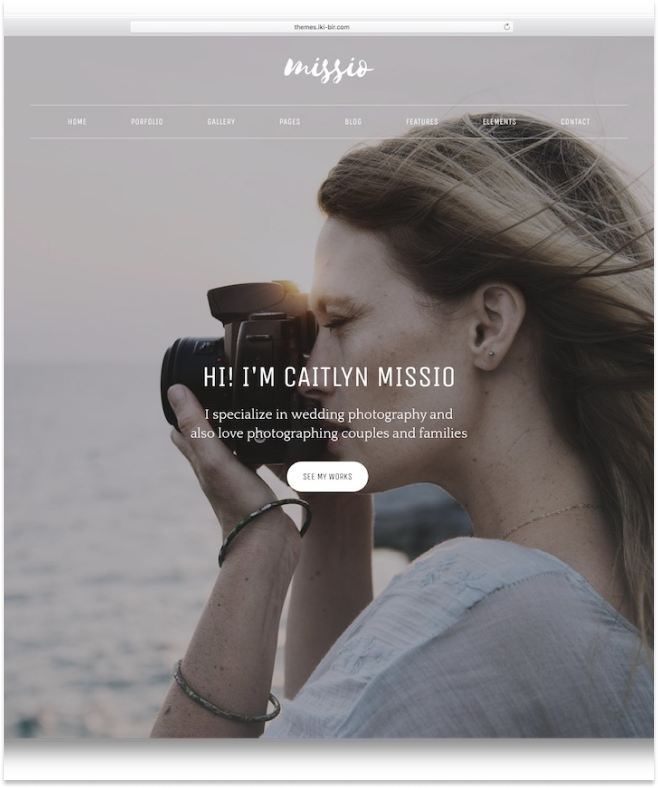 themes.iki-bir.com
missio
HOME PORFOLIO GALLERY PAGES BLOG FEATURES ELEMENTS CONTACT
HI! I'M CAITLYN MISSIO
I specialize in wedding photography and
also love photographing couples and families
SEE MY WORKS